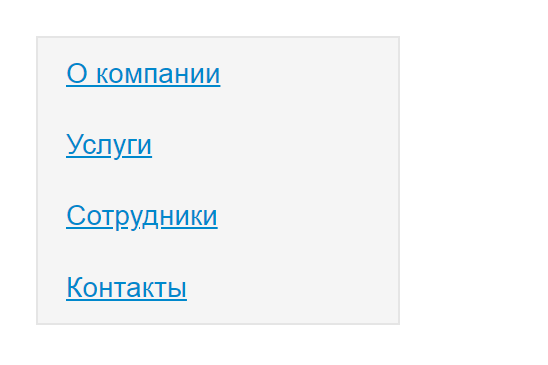 О компании
Услуги
Сотрудники
Контакты